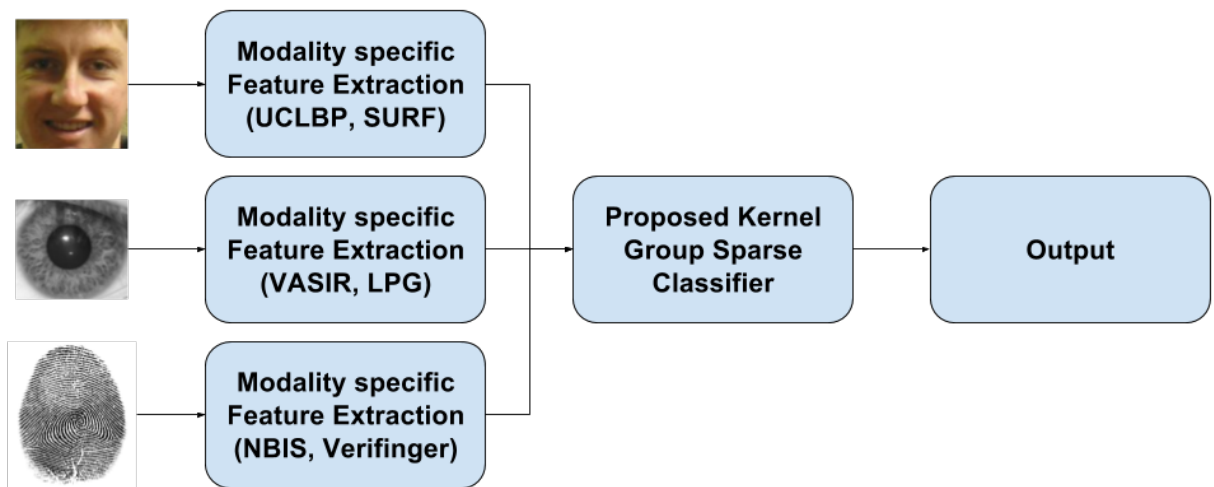 Modality specific
Feature Extraction
(UCLBP, SURF)
Modality specific
Feature Extraction
(VASIR, LPG)
Modality specific
Feature Extraction
(NBIS, Verifinger)
Proposed Kernel
Group Sparse
Classifier
Output